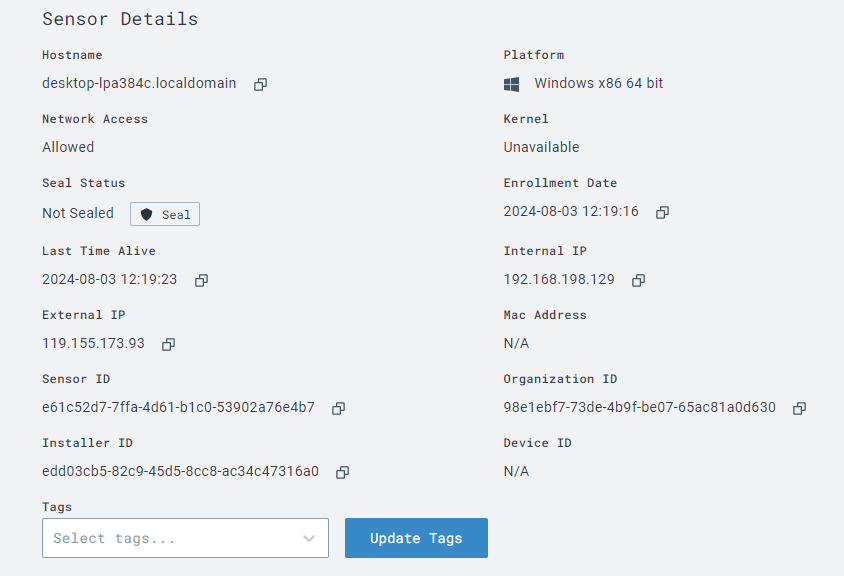 Sensor Details
Hostname
desktop-lpa384c.localdomain
Platform
Windows x86 64 bit
Network Access
Allowed
Kernel
Unavailable
Seal Status
Not Sealed Seal
Enrollment Date
2024-08-03 12:19:16
Last Time Alive
2024-08-03 12:19:23
Internal IP
192.168.198.129
External IP
119.155.173.93
Mac Address
N/A
Sensor ID
e61c52d7-7ffa-4d61-b1c0-53902a76e4b7
Organization ID
98e1ebf7-73de-4b9f-be07-65ac81a0d630
Installer ID
edd03cb5-82c9-45d5-8cc8-ac34c47316a0
Device ID
N/A
Tags
Select tags... Update Tags